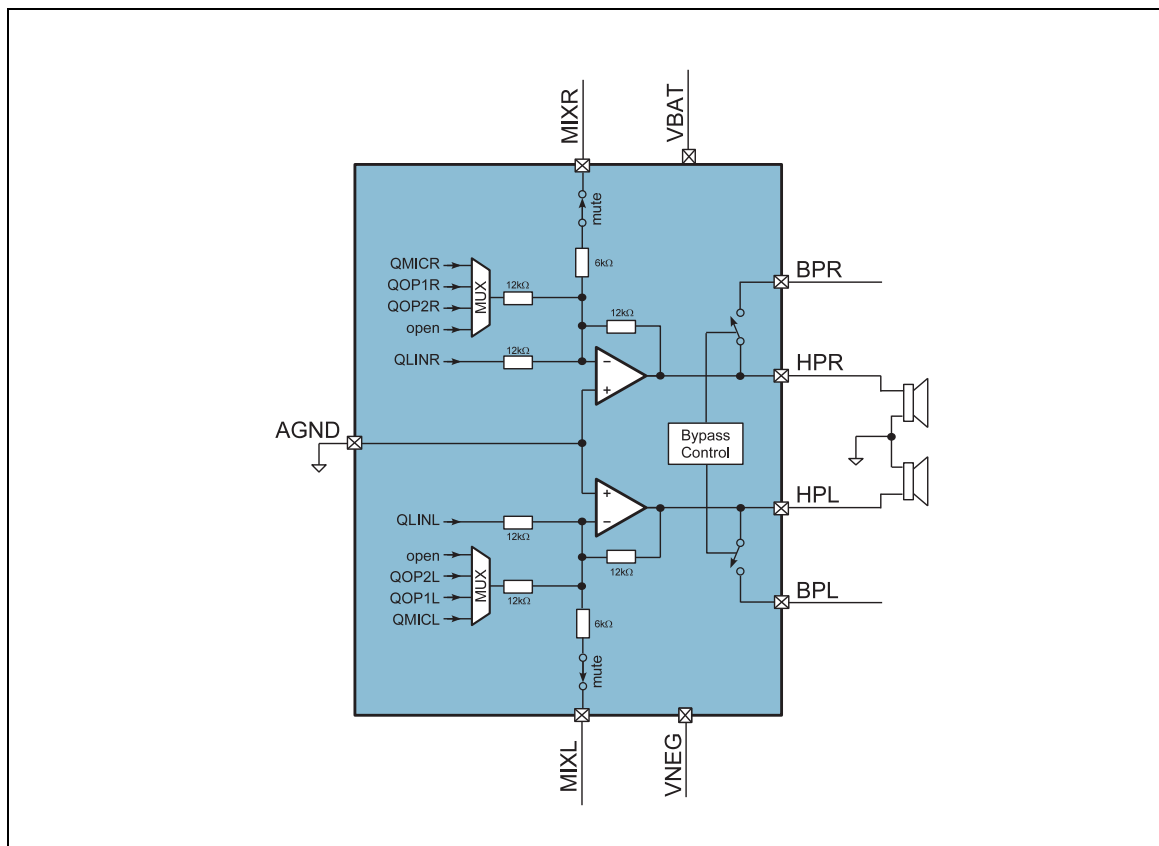 MIXR
VBAT
mute
6kΩ
QMICR
QOP1R
QOP2R
open
MUX
12kΩ
12kΩ
QLINR
12kΩ
−
+
BPR
HPR
AGND
Bypass
Control
+
−
HPL
QLINL
12kΩ
open
QOP2L
QOP1L
QMICL
MUX
12kΩ
12kΩ
6kΩ
mute
BPL
MIXL
VNEG